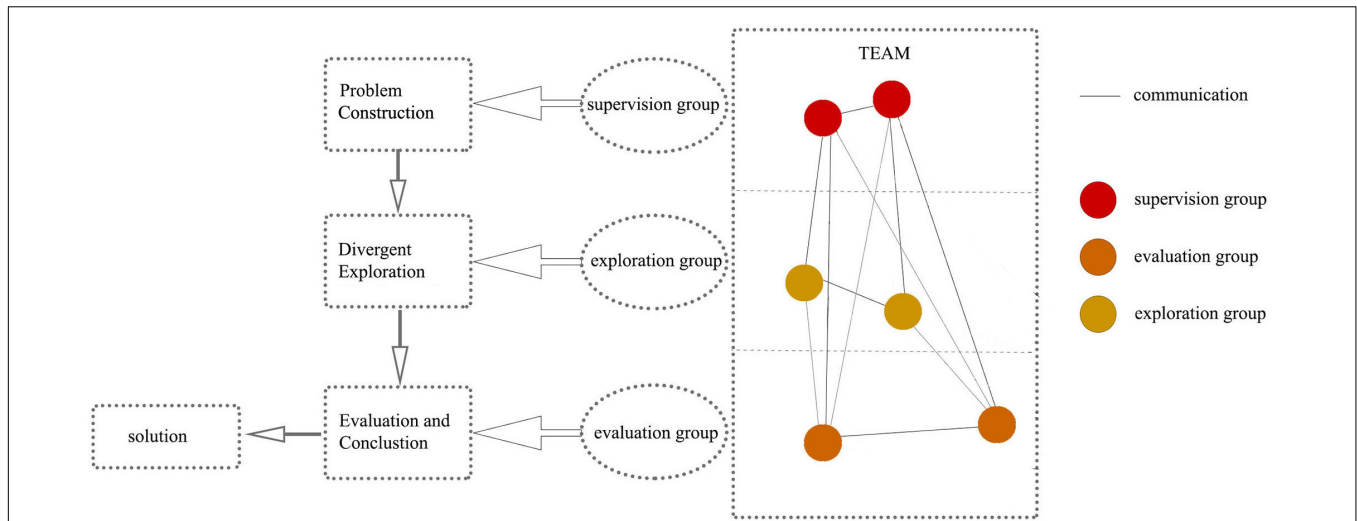 TEAM
Problem
Construction
supervision group
communication
supervision group
Divergent
Exploration
exploration group
evaluation group
exploration group
solution
Evaluation and
Conclustion
evaluation group